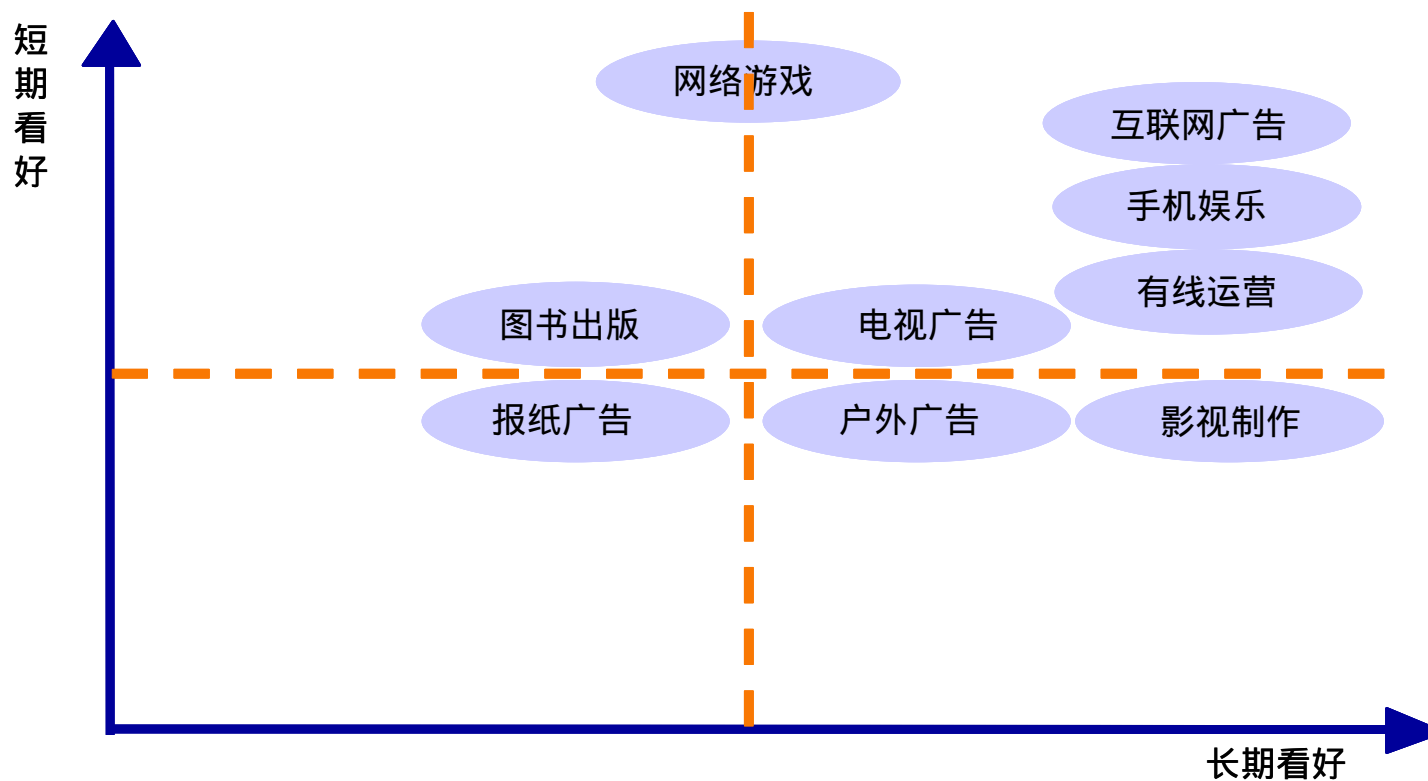 短期看好
网络游戏
互联网广告
手机娱乐
有线运营
图书出版
电视广告
报纸广告
户外广告
影视制作
长期看好